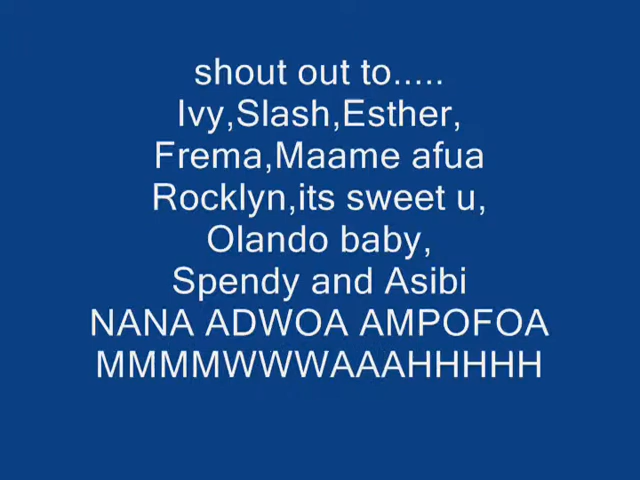 shout out to.....
Ivy,Slash,Esther,
Frema,Maame afua
Rocklyn,its sweet u,
Olando baby,
Spendy and Asibi
NANA ADWOA AMPOFOA
MMMMWWWAAAHHHHH